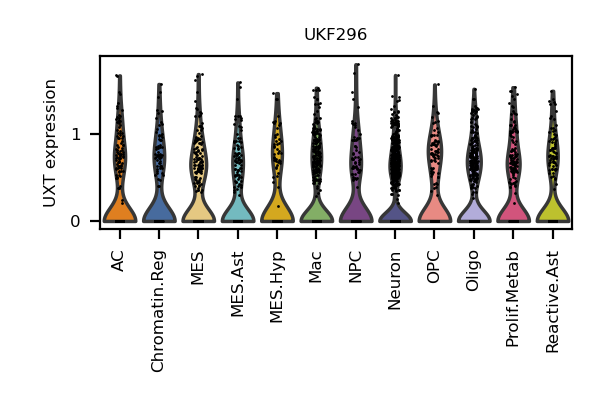 UKF296
UXT expression
1
0
AC
Chromatin.Reg
MES
MES.Ast
MES.Hyp
Mac
NPC
Neuron
OPC
Oligo
Prolif.Metab
Reactive.Ast